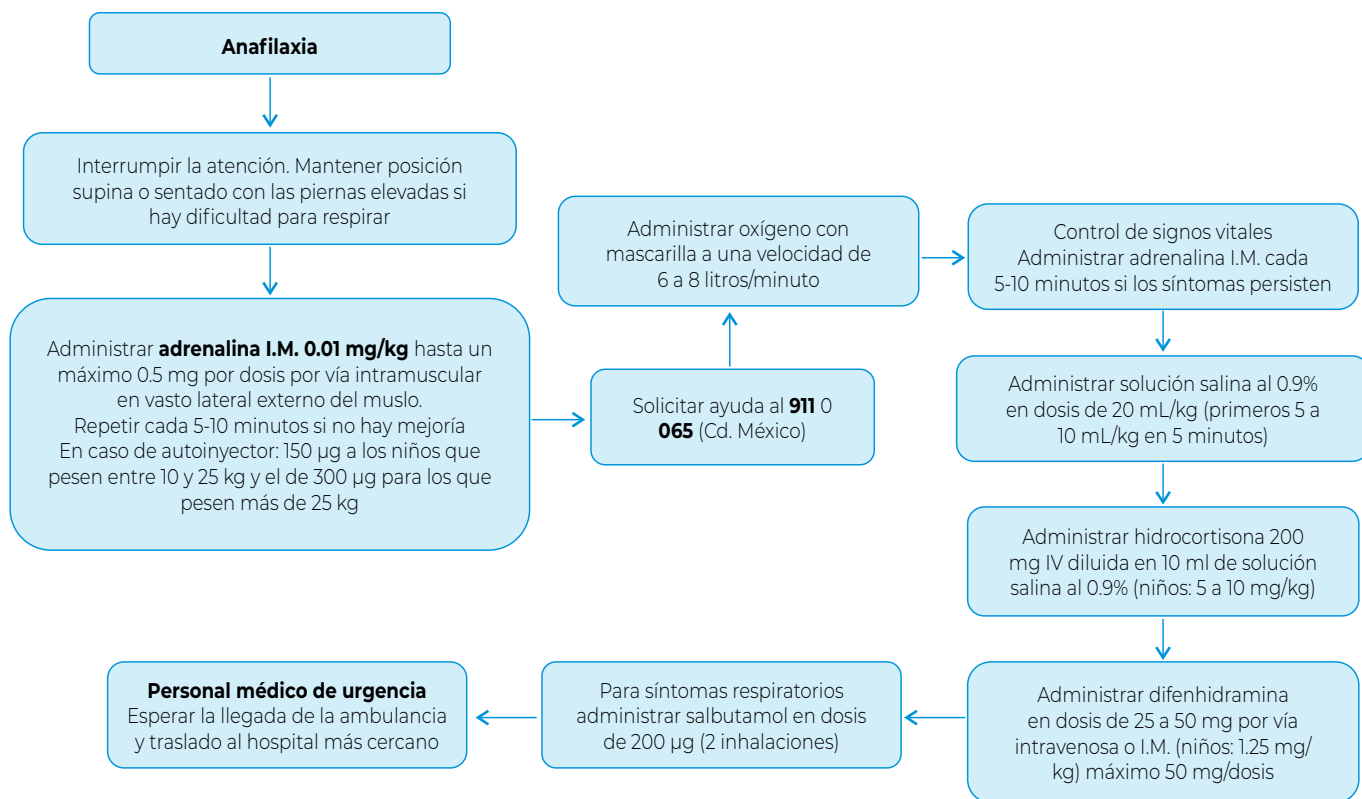 Anafilaxia
Interrumpir la atención. Mantener posición
supina o sentado con las piernas elevadas si
hay dificultad para respirar
Administrar adrenalina I.M. 0.01 mg/kg hasta un
máximo 0.5 mg por dosis por vía intramuscular
en vasto lateral externo del muslo.
Repetir cada 5-10 minutos si no hay mejoría
En caso de autoinyector: 150 µg a los niños que
pesen entre 10 y 25 kg y el de 300 µg para los que
pesen más de 25 kg
Solicitar ayuda al 911 0
065 (Cd. México)
Administrar oxígeno con
mascarilla a una velocidad de
6 a 8 litros/minuto
Control de signos vitales
Administrar adrenalina I.M. cada
5-10 minutos si los síntomas persisten
Administrar solución salina al 0.9%
en dosis de 20 mL/kg (primeros 5 a
10 mL/kg en 5 minutos)
Administrar hidrocortisona 200
mg IV diluida en 10 ml de solución
salina al 0.9% (niños: 5 a 10 mg/kg)
Administrar difenhidramina
en dosis de 25 a 50 mg por vía
intravenosa o I.M. (niños: 1.25 mg/
kg) máximo 50 mg/dosis
Para síntomas respiratorios
administrar salbutamol en dosis
de 200 µg (2 inhalaciones)
Personal médico de urgencia
Esperar la llegada de la ambulancia
y traslado al hospital más cercano